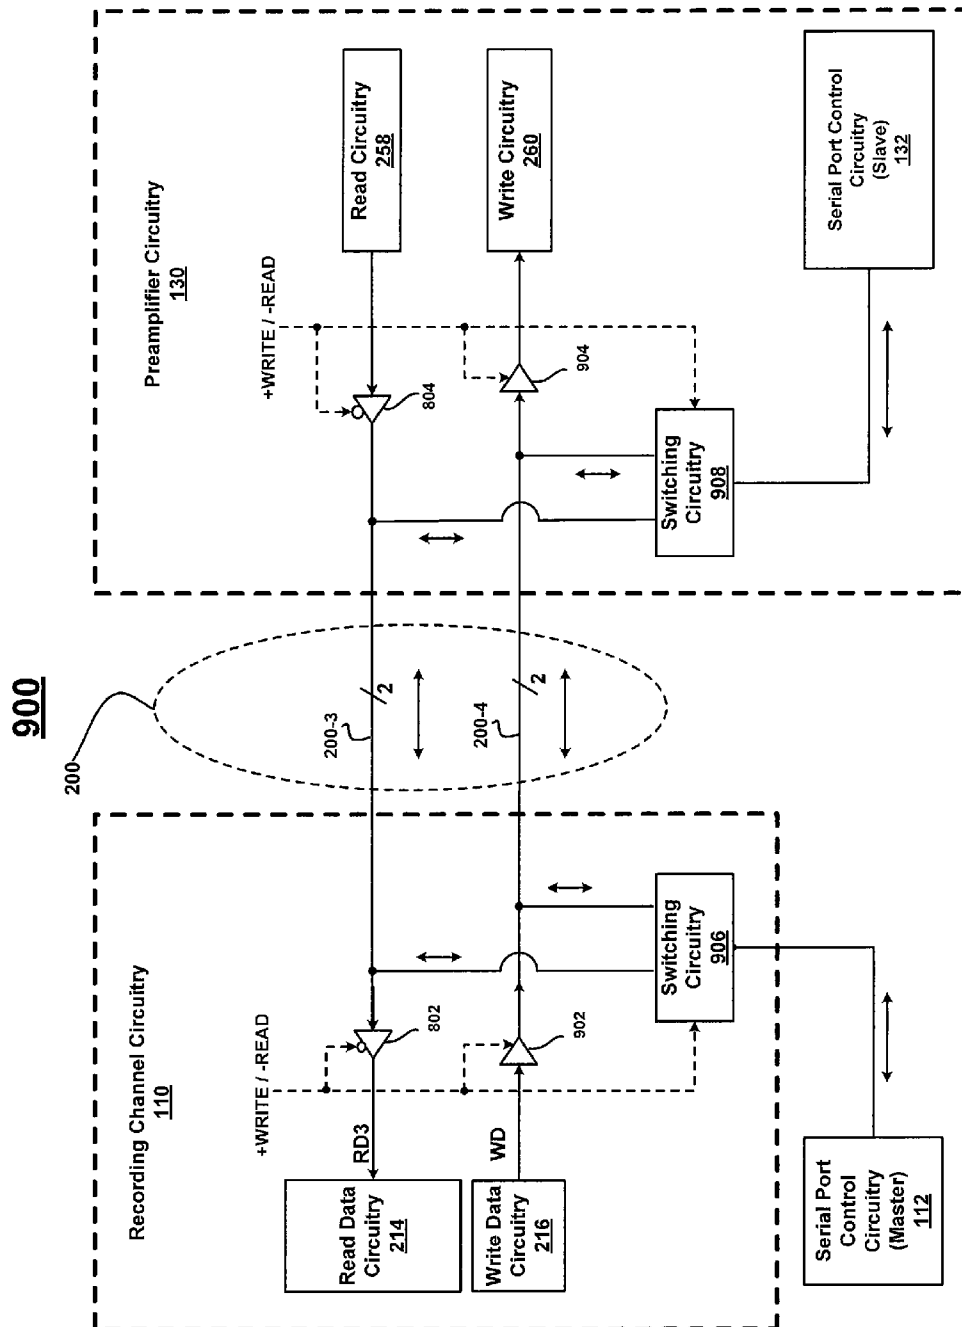 900
200
Recording Channel Circuitry
110
+WRITE / -READ
RD3
802
Read Data
Circuitry
214
WD
902
Write Data
Circuitry
216
Switching
Circuitry
906
Serial Port
Control
Circuitry
(Master)
112
200-3
2
200-4
2
Preamplifier Circuitry
130
+WRITE / -READ
804
Read Circuitry
258
904
Write Circuitry
260
Switching
Circuitry
908
Serial Port Control
Circuitry
(Slave)
132